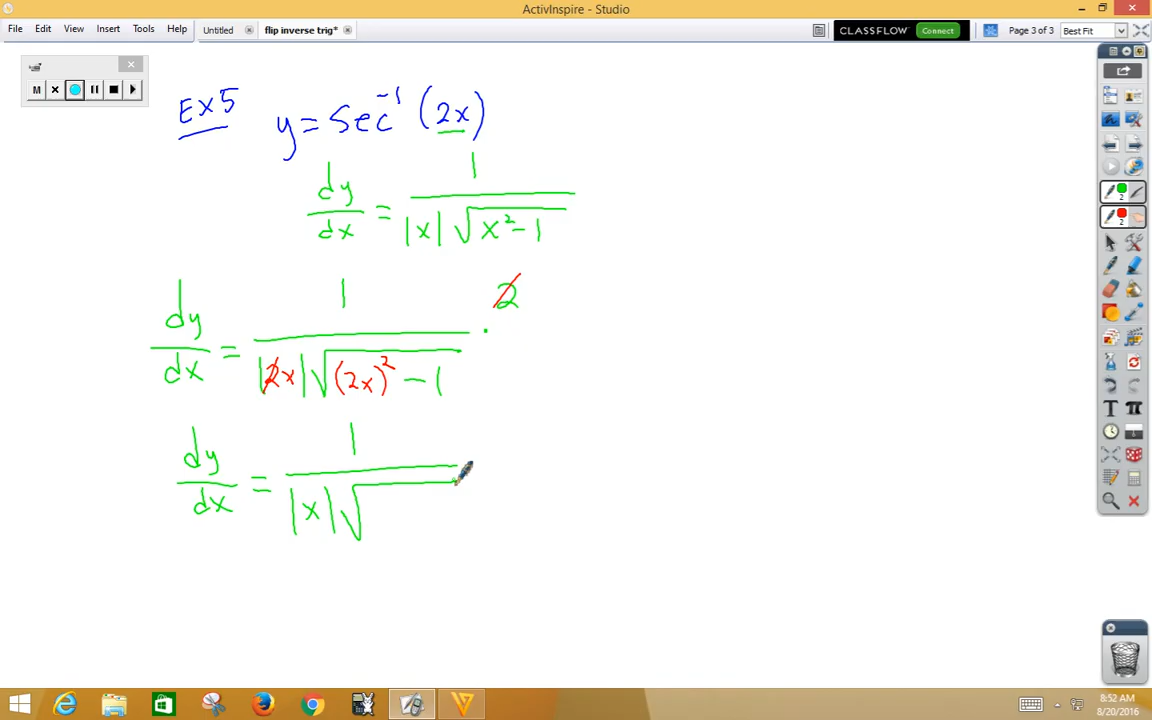 ActivInspire - Studio
File Edit View Insert Tools Help Untitled flip inverse trig* CLASSFLOW Connect Page 3 of 3 Best Fit
M
EX 5 y = Sec⁻¹ (2x)
dy/dx = 1/(|x| √(x² - 1))
dy/dx = 1/(|2x| √((2x)² - 1)) · 2
dy/dx = 1/(|x| √
2
2
T
8:52 AM
8/20/2016